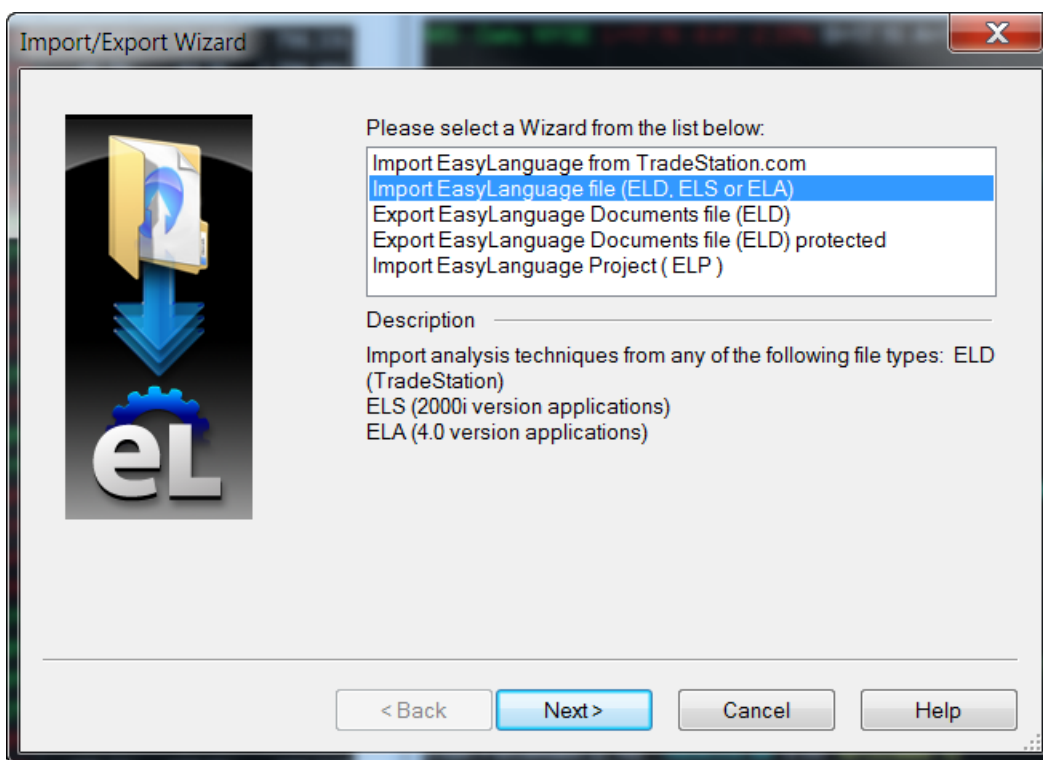 Import/Export Wizard
X
Please select a Wizard from the list below:
Import EasyLanguage from TradeStation.com
Import EasyLanguage file (ELD, ELS or ELA)
Export EasyLanguage Documents file (ELD)
Export EasyLanguage Documents file (ELD) protected
Import EasyLanguage Project ( ELP )
Description
Import analysis techniques from any of the following file types:  ELD
(TradeStation)
ELS (2000i version applications)
ELA (4.0 version applications)
eL
< Back
Next >
Cancel
Help